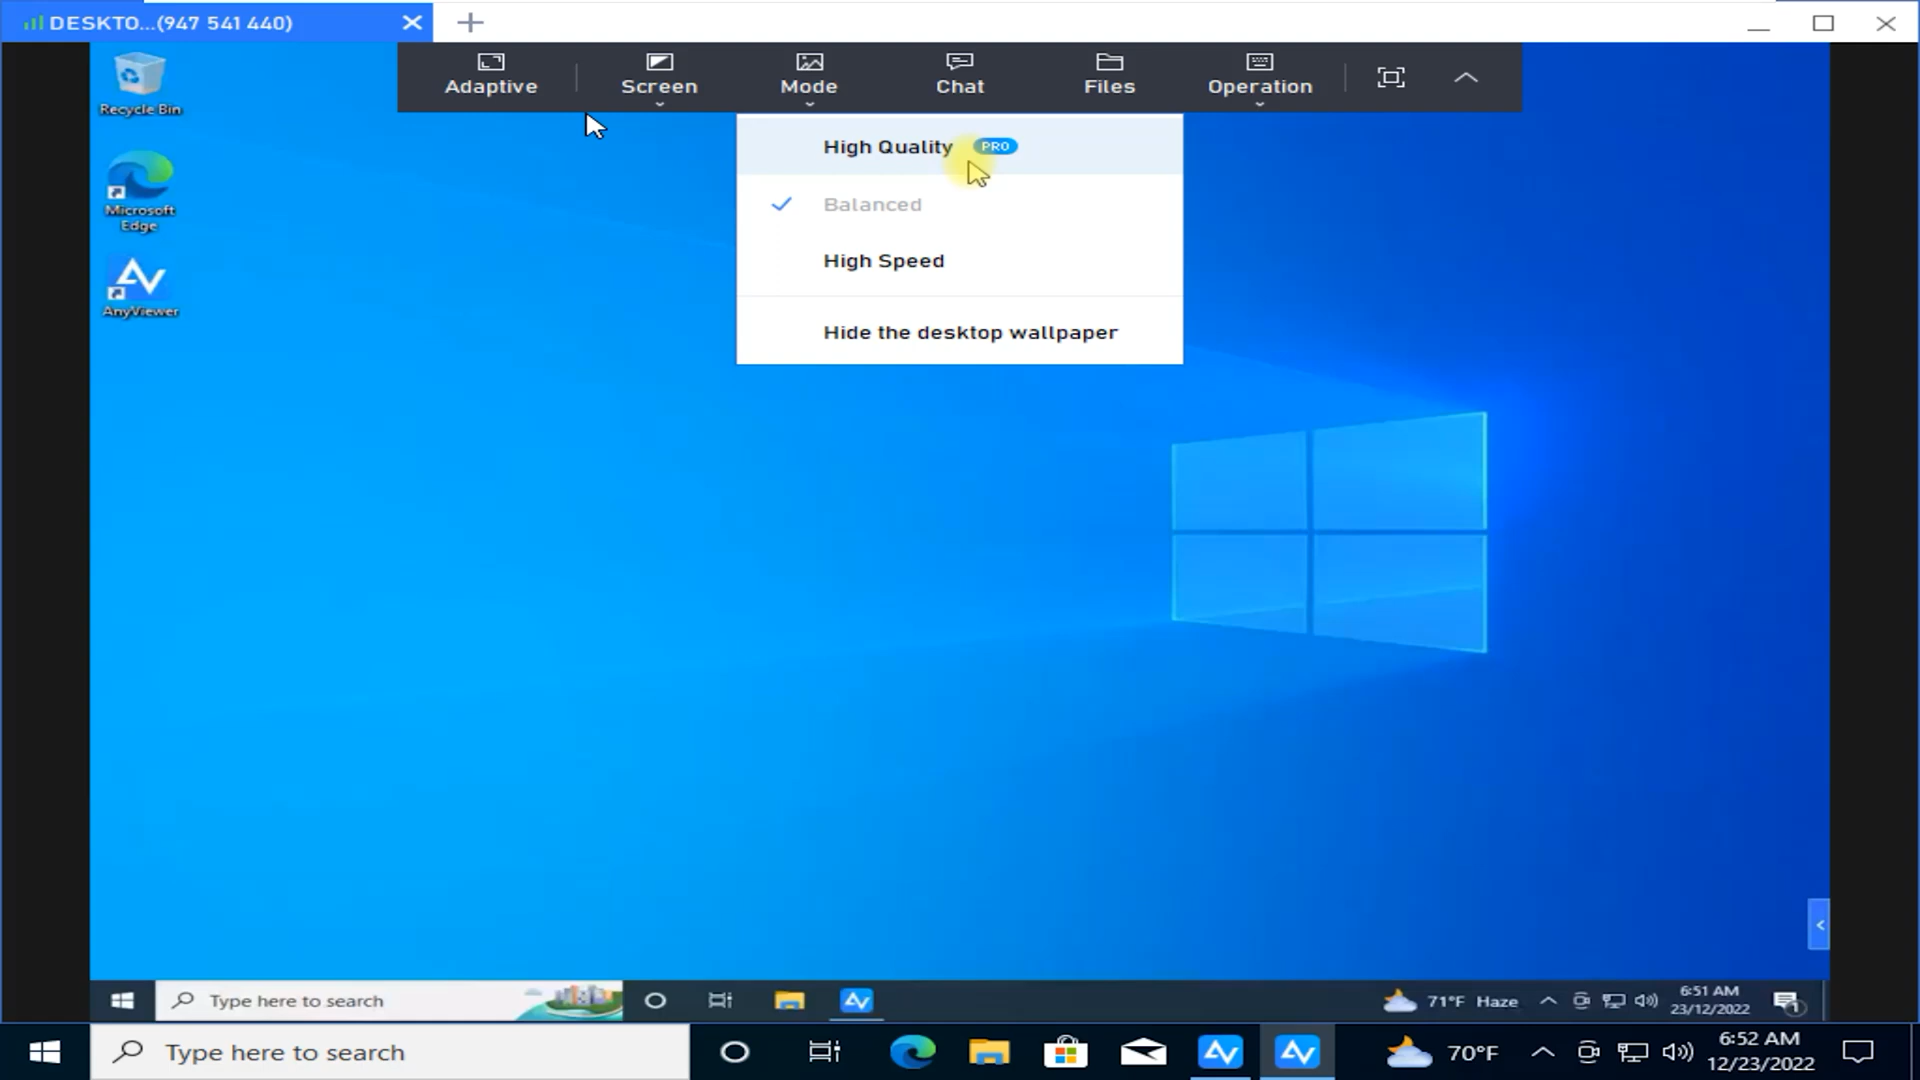 DESKTO...(947 541 440)
Adaptive
Screen
Mode
Chat
Files
Operation
Recycle Bin
Microsoft
Edge
AnyViewer
High Quality PRO
Balanced
High Speed
Hide the desktop wallpaper
Type here to search
71°F Haze
6:51 AM
23/12/2022
1
Type here to search
70°F
6:52 AM
12/23/2022